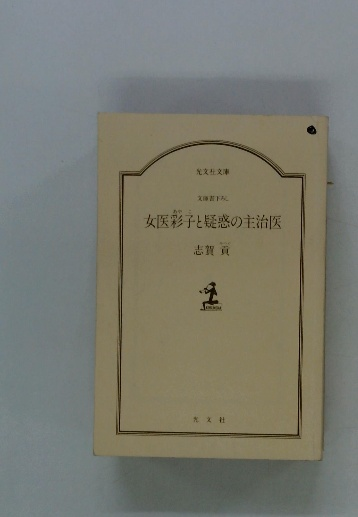 光文社文庫
文庫書下ろし
女医彩子と疑惑の主治医
志賀 貢
光文社